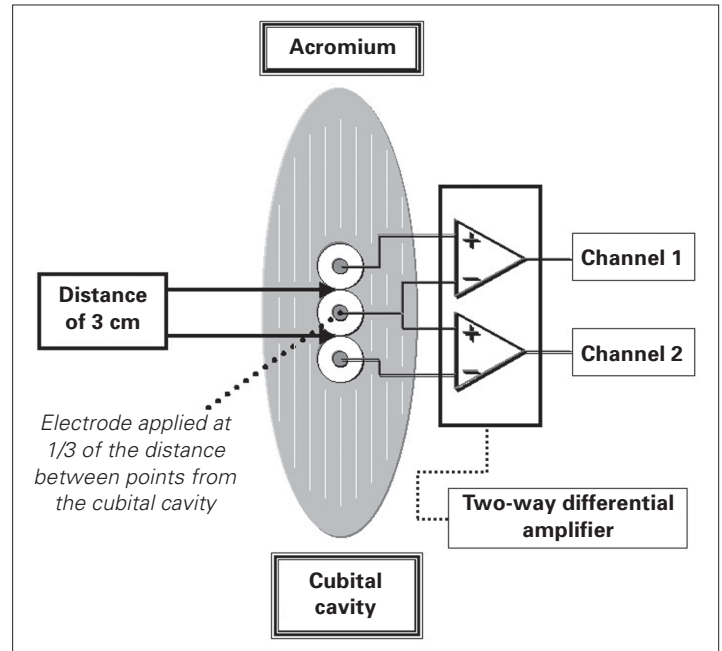 Acromium
+
−
Channel 1
Distance
of 3 cm
+
−
Channel 2
Electrode applied at
1/3 of the distance
between points from
the cubital cavity
Two-way differential
amplifier
Cubital
cavity